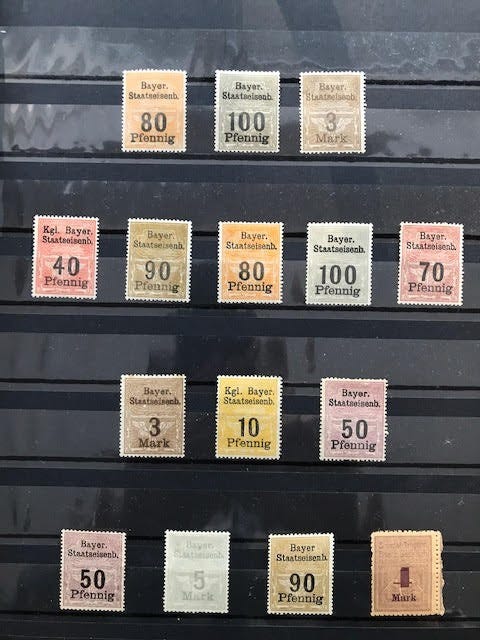 Bayer.
Staatseisenb.
80
Pfennig
Bayer.
Staatseisenb.
100
Pfennig
Bayer.
Staatseisenb.
3
Mark
Kgl. Bayer.
Staatseisenb.
40
Pfennig
Bayer.
Staatseisenb.
90
Pfennig
Bayer.
Staatseisenb.
80
Pfennig
Bayer.
Staatseisenb.
100
Pfennig
Bayer.
Staatseisenb.
70
Pfennig
Bayer.
Staatseisenb.
3
Mark
Kgl. Bayer.
Staatseisenb.
10
Pfennig
Bayer.
Staatseisenb.
50
Pfennig
Bayer.
Staatseisenb.
50
Pfennig
Bayer.
Staatseisenb.
5
Mark
Bayer
Staatseisenb.
90
Pfennig
1
Mark